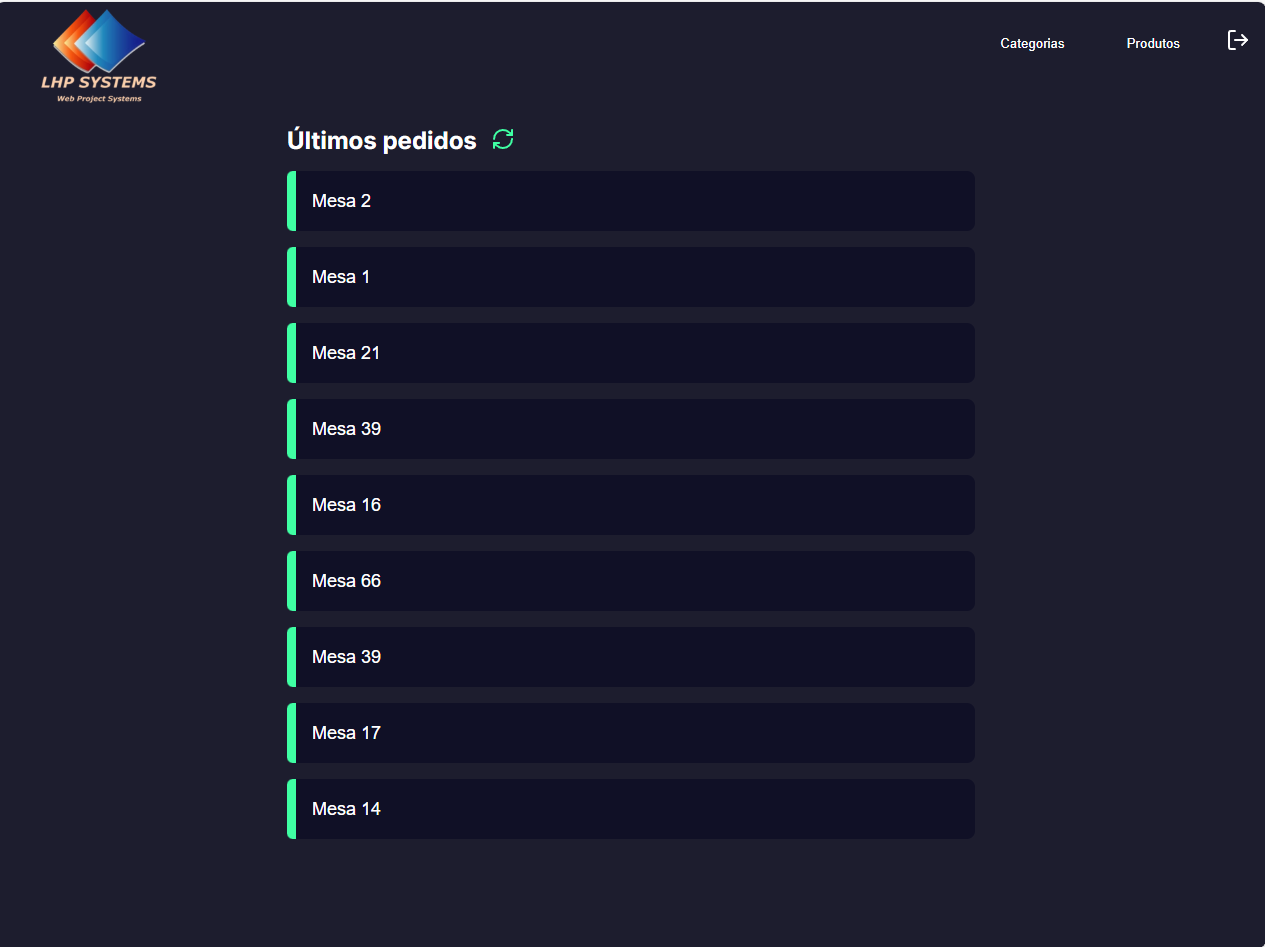 LHP SYSTEMS
Web Project Systems
Categorias
Produtos
Últimos pedidos
Mesa 2
Mesa 1
Mesa 21
Mesa 39
Mesa 16
Mesa 66
Mesa 39
Mesa 17
Mesa 14